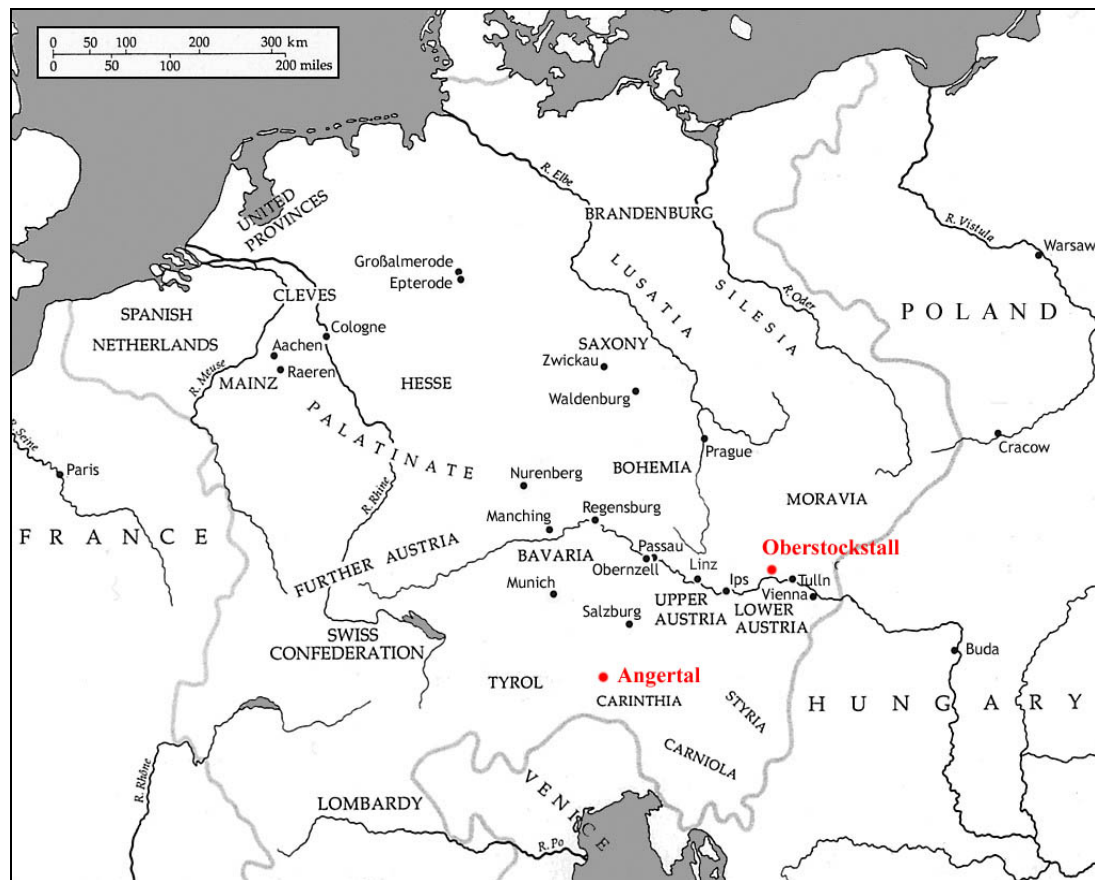 0 50 100 200 300 km
0 50 100 200 miles
UNITED
PROVINCES
R. Elbe
BRANDENBURG
R. Vistula
Warsaw
Großalmerode
Epterode
LUSATIA
SILESIA
R. Oder
POLAND
CLEVES
SPANISH
NETHERLANDS
Cologne
Aachen
Raeren
MAINZ
R. Meuse
HESSE
SAXONY
Zwickau
Waldenburg
PALATINATE
R. Seine
Paris
Prague
Cracow
BOHEMIA
Nurenberg
R. Rhine
MORAVIA
FRANCE
Manching
Regensburg
BAVARIA
Passau
Obernzell
Linz
Oberstockstall
Ips
Tulln
Vienna
FURTHER AUSTRIA
Munich
UPPER
AUSTRIA
LOWER
AUSTRIA
Salzburg
SWISS
CONFEDERATION
Buda
TYROL
Angertal
CARINTHIA
STYRIA
HUNGARY
CARNIOLA
R. Rhône
VENICE
LOMBARDY
R. Po